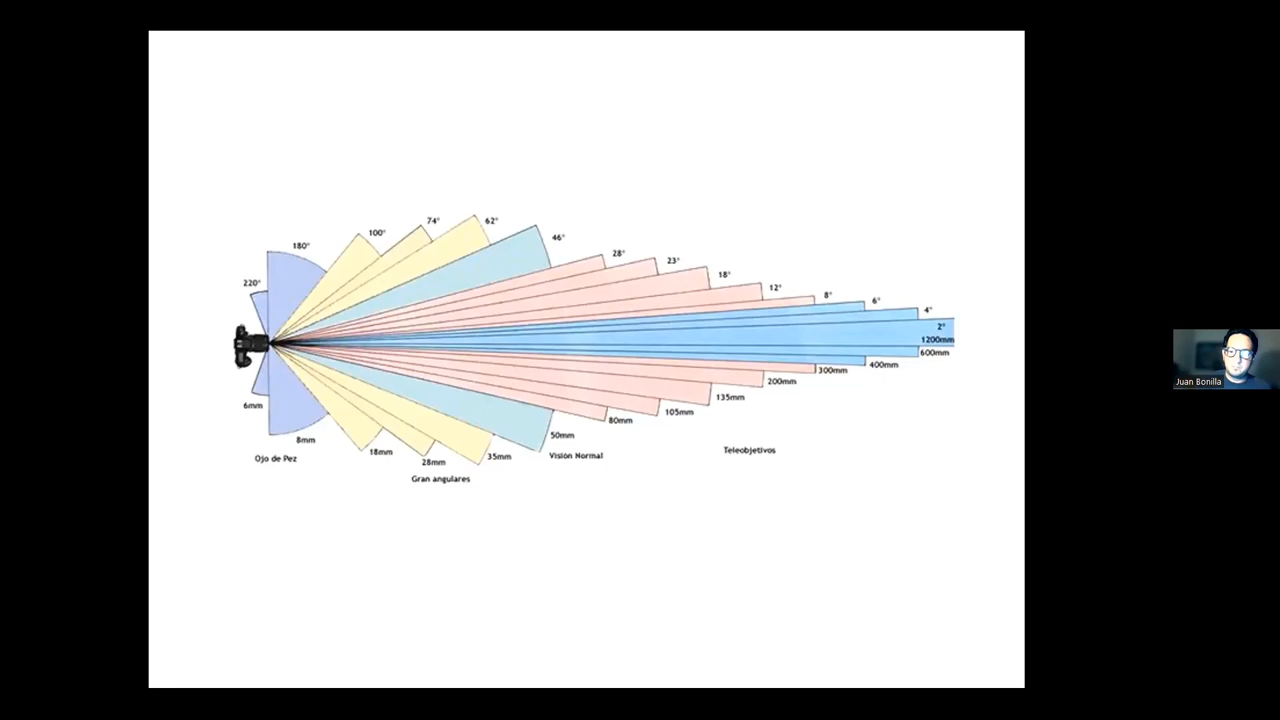 220°
180°
100°
74°
62°
46°
28°
23°
18°
12°
8°
6°
4°
2°
1200mm
600mm
400mm
300mm
200mm
135mm
105mm
80mm
50mm
35mm
28mm
18mm
8mm
6mm
Ojo de Pez
Gran angulares
Visión Normal
Teleobjetivos
Juan Bonilla